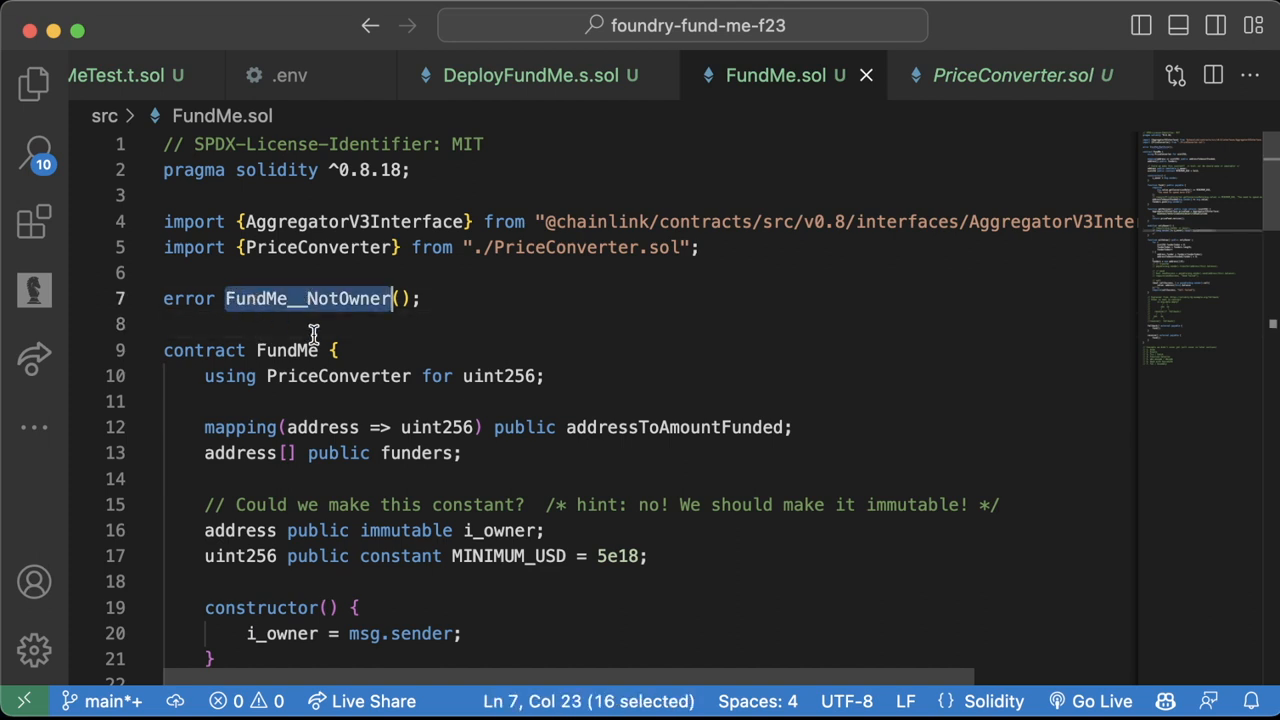 foundry-fund-me-f23
MeTest.t.sol U
.env
DeployFundMe.s.sol U
FundMe.sol U
PriceConverter.sol U
src > FundMe.sol
10
1 // SPDX-License-Identifier: MIT
2 pragma solidity ^0.8.18;
3
4 import {AggregatorV3Interface} from "@chainlink/contracts/src/v0.8/interfaces/AggregatorV3Inter
5 import {PriceConverter} from "./PriceConverter.sol";
6
7 error FundMe__NotOwner();
8
9 contract FundMe {
10 using PriceConverter for uint256;
11
12 mapping(address => uint256) public addressToAmountFunded;
13 address[] public funders;
14
15 // Could we make this constant?  /* hint: no! We should make it immutable! */
16 address public immutable i_owner;
17 uint256 public constant MINIMUM_USD = 5e18;
18
19 constructor() {
20 i_owner = msg.sender;
21 }
22
main*+ 0 0 Live Share Ln 7, Col 23 (16 selected) Spaces: 4 UTF-8 LF {} Solidity Go Live